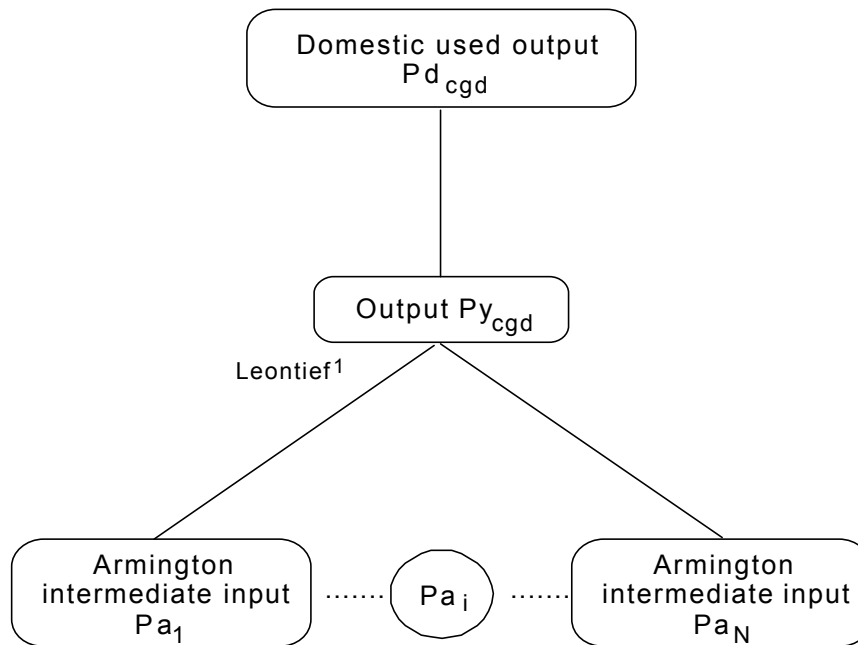 Domestic used output
Pd cgd
Output Py cgd
Leontief 1
Armington
intermediate input
Pa 1
....... Pa i .......
Armington
intermediate input
Pa N